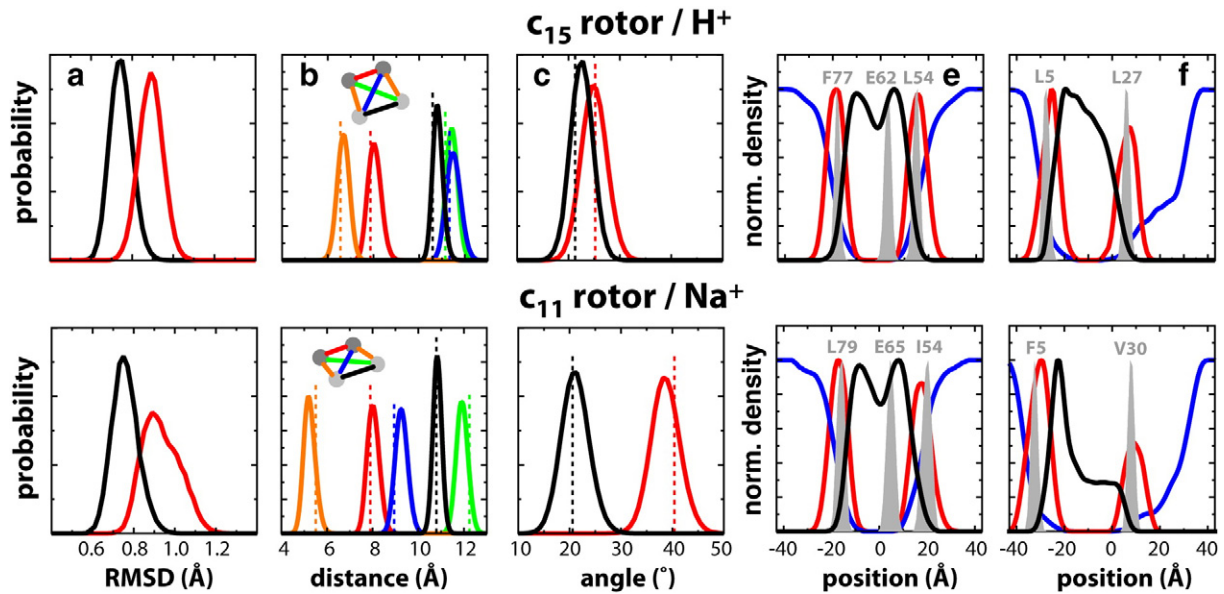 c15 rotor / H+
probability
a
b
c
norm. density
F77 E62 L54
e
L5 L27
f
c11 rotor / Na+
probability
norm. density
L79 E65 I54
F5 V30
0.6 0.8 1.0 1.2
4 6 8 10 12
10 20 30 40 50
-40 -20 0 20 40
-40 -20 0 20 40
RMSD (Å)
distance (Å)
angle (°)
position (Å)
position (Å)